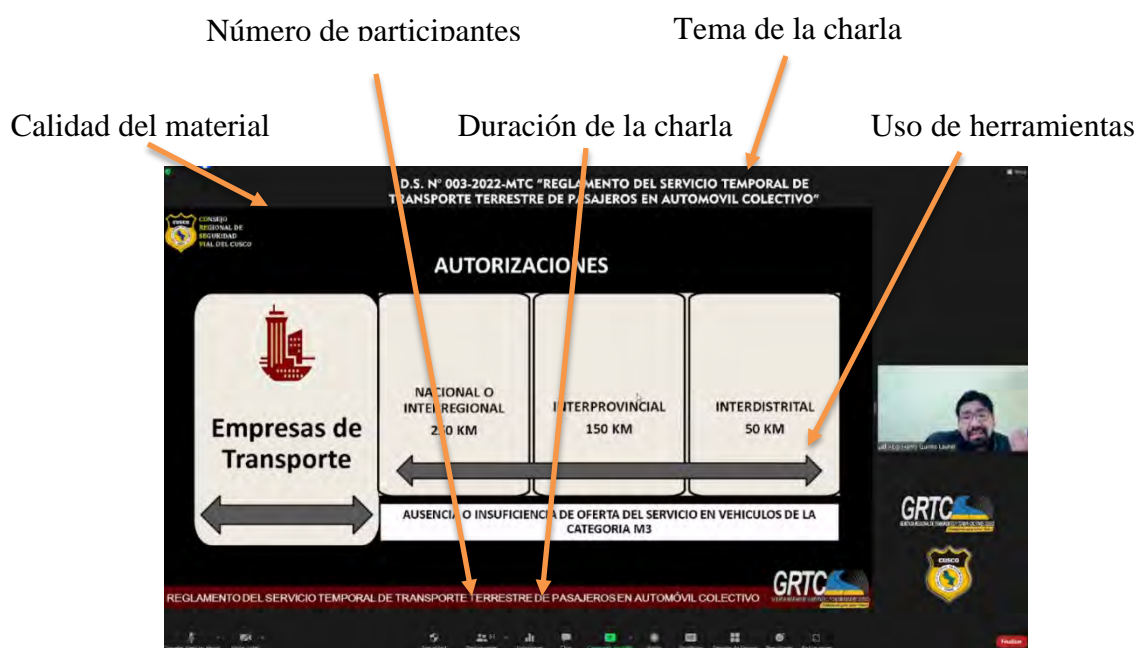 Número de participantes
Tema de la charla
Calidad del material
Duración de la charla
Uso de herramientas
D.S. N° 003-2022-MTC "REGLAMENTO DEL SERVICIO TEMPORAL DE
TRANSPORTE TERRESTRE DE PASAJEROS EN AUTOMOVIL COLECTIVO"
CUSCO
CONSEJO
REGIONAL DE
SEGURIDAD
VIAL DEL CUSCO
AUTORIZACIONES
Empresas de
Transporte
NACIONAL O
INTERREGIONAL
250 KM
INTERPROVINCIAL
150 KM
INTERDISTRITAL
50 KM
AUSENCIA O INSUFICIENCIA DE OFERTA DEL SERVICIO EN VEHICULOS DE LA
CATEGORIA M3
GRTC
CUSCO
GRTC
REGLAMENTO DEL SERVICIO TEMPORAL DE TRANSPORTE TERRESTRE DE PASAJEROS EN AUTOMÓVIL COLECTIVO
Finalizar